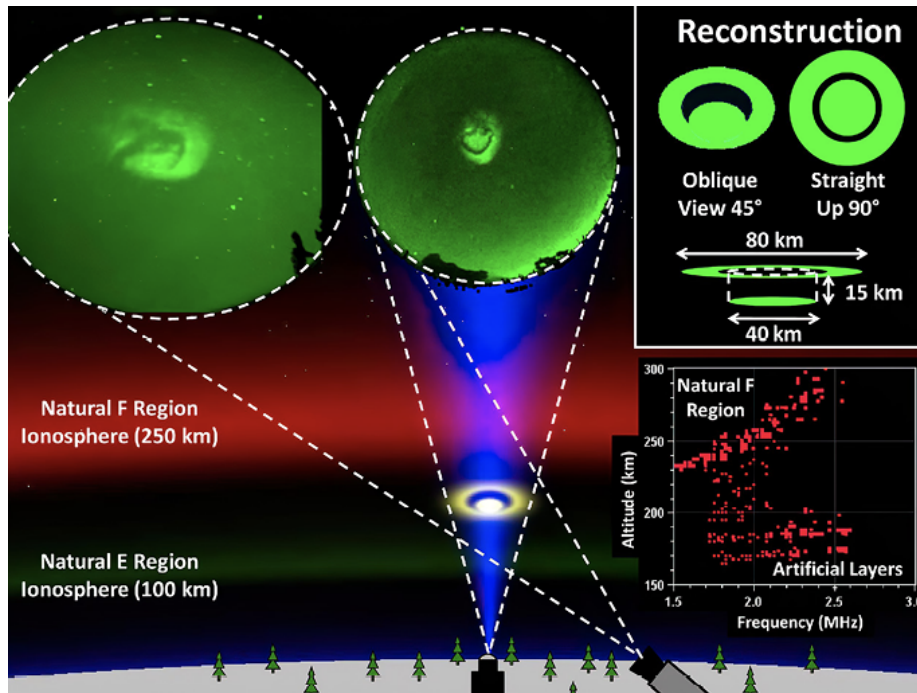 Reconstruction
Oblique
View 45°
Straight
Up 90°
80 km
15 km
40 km
Natural F Region
Ionosphere (250 km)
Natural E Region
Ionosphere (100 km)
Altitude (km)
300
250
200
150
Natural F
Region
Artificial Layers
1.5
2.0
2.5
3.0
Frequency (MHz)